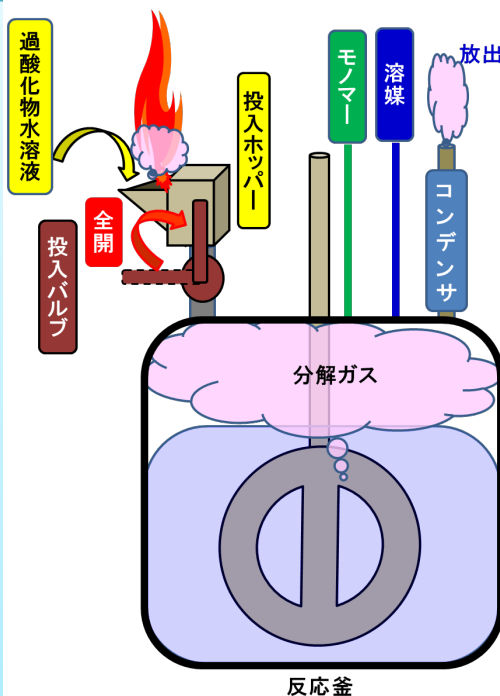 過酸化物水溶液
投入ホッパー
モノマー
溶媒
放出
コンデンサ
全開
投入バルブ
分解ガス
反応釜